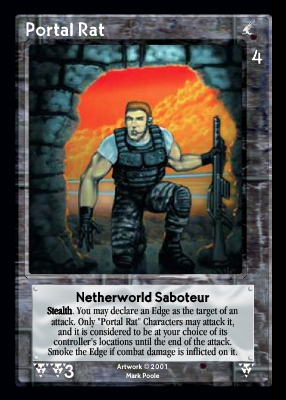 Portal Rat
4
Netherworld Saboteur
Stealth. You may declare an Edge as the target of an
attack. Only "Portal Rat" Characters may attack it,
and it is considered to be at your choice of its
controller's locations until the end of the attack.
Smoke the Edge if combat damage is inflicted on it.
3
Artwork © 2001
Mark Poole